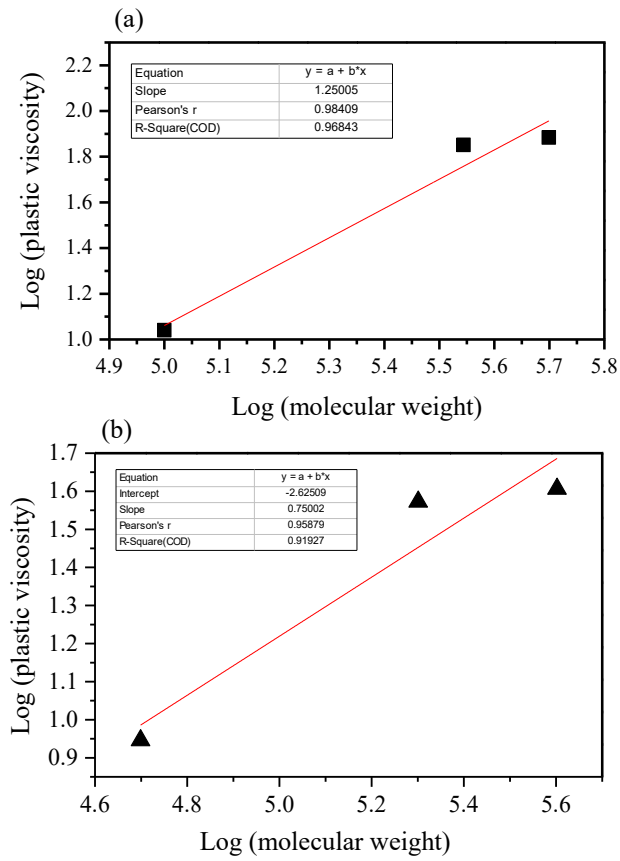 (a)
Log (plastic viscosity)
2.2
2.0
1.8
1.6
1.4
1.2
1.0
Equation y = a + b*x
Slope 1.25005
Pearson's r 0.98409
R-Square(COD) 0.96843
4.9 5.0 5.1 5.2 5.3 5.4 5.5 5.6 5.7 5.8
Log (molecular weight)
(b)
Log (plastic viscosity)
1.7
1.6
1.5
1.4
1.3
1.2
1.1
1.0
0.9
Equation y = a + b*x
Intercept -2.62509
Slope 0.75002
Pearson's r 0.95879
R-Square(COD) 0.91927
4.6 4.8 5.0 5.2 5.4 5.6
Log (molecular weight)